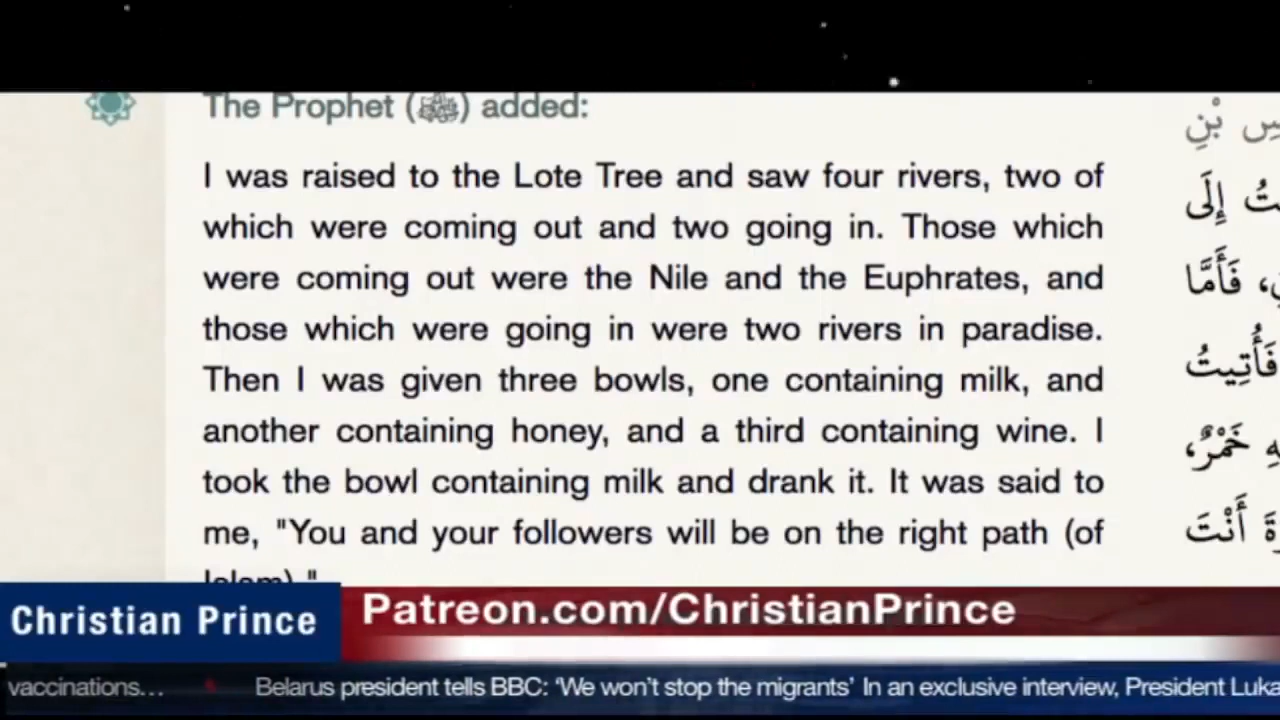 The Prophet (ﷺ) added:
I was raised to the Lote Tree and saw four rivers, two of
which were coming out and two going in. Those which
were coming out were the Nile and the Euphrates, and
those which were going in were two rivers in paradise.
Then I was given three bowls, one containing milk, and
another containing honey, and a third containing wine. I
took the bowl containing milk and drank it. It was said to
me, "You and your followers will be on the right path (of
Islam)."
بْنِ
إِلَى
فَأَمَّا
فَأُتِيتُ
خَمْرٌ،
أَنْتَ
Christian Prince
Patreon.com/ChristianPrince
vaccinations… Belarus president tells BBC: 'We won't stop the migrants' In an exclusive interview, President Luka